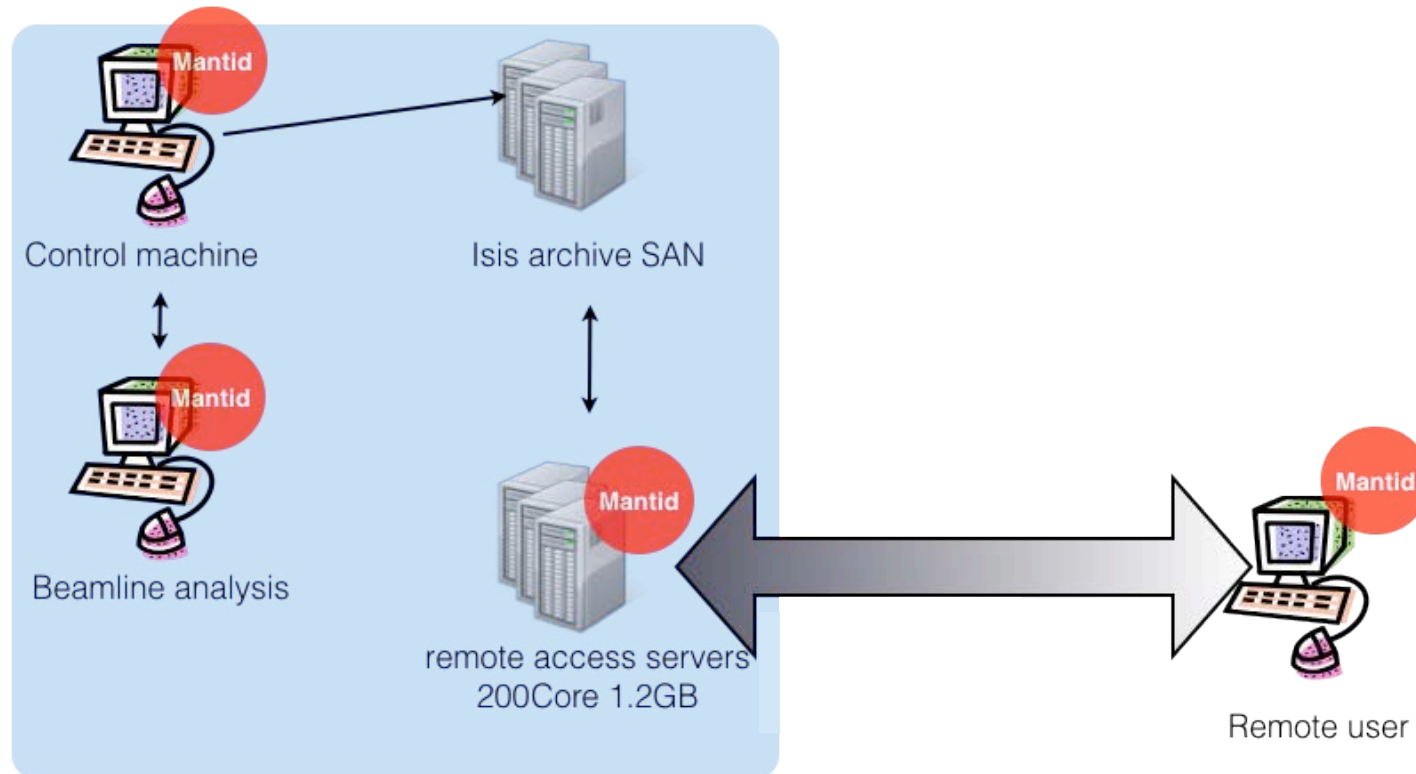 Mantid
Control machine
Isis archive SAN
Mantid
Beamline analysis
Mantid
remote access servers
200Core 1.2GB
Mantid
Remote user